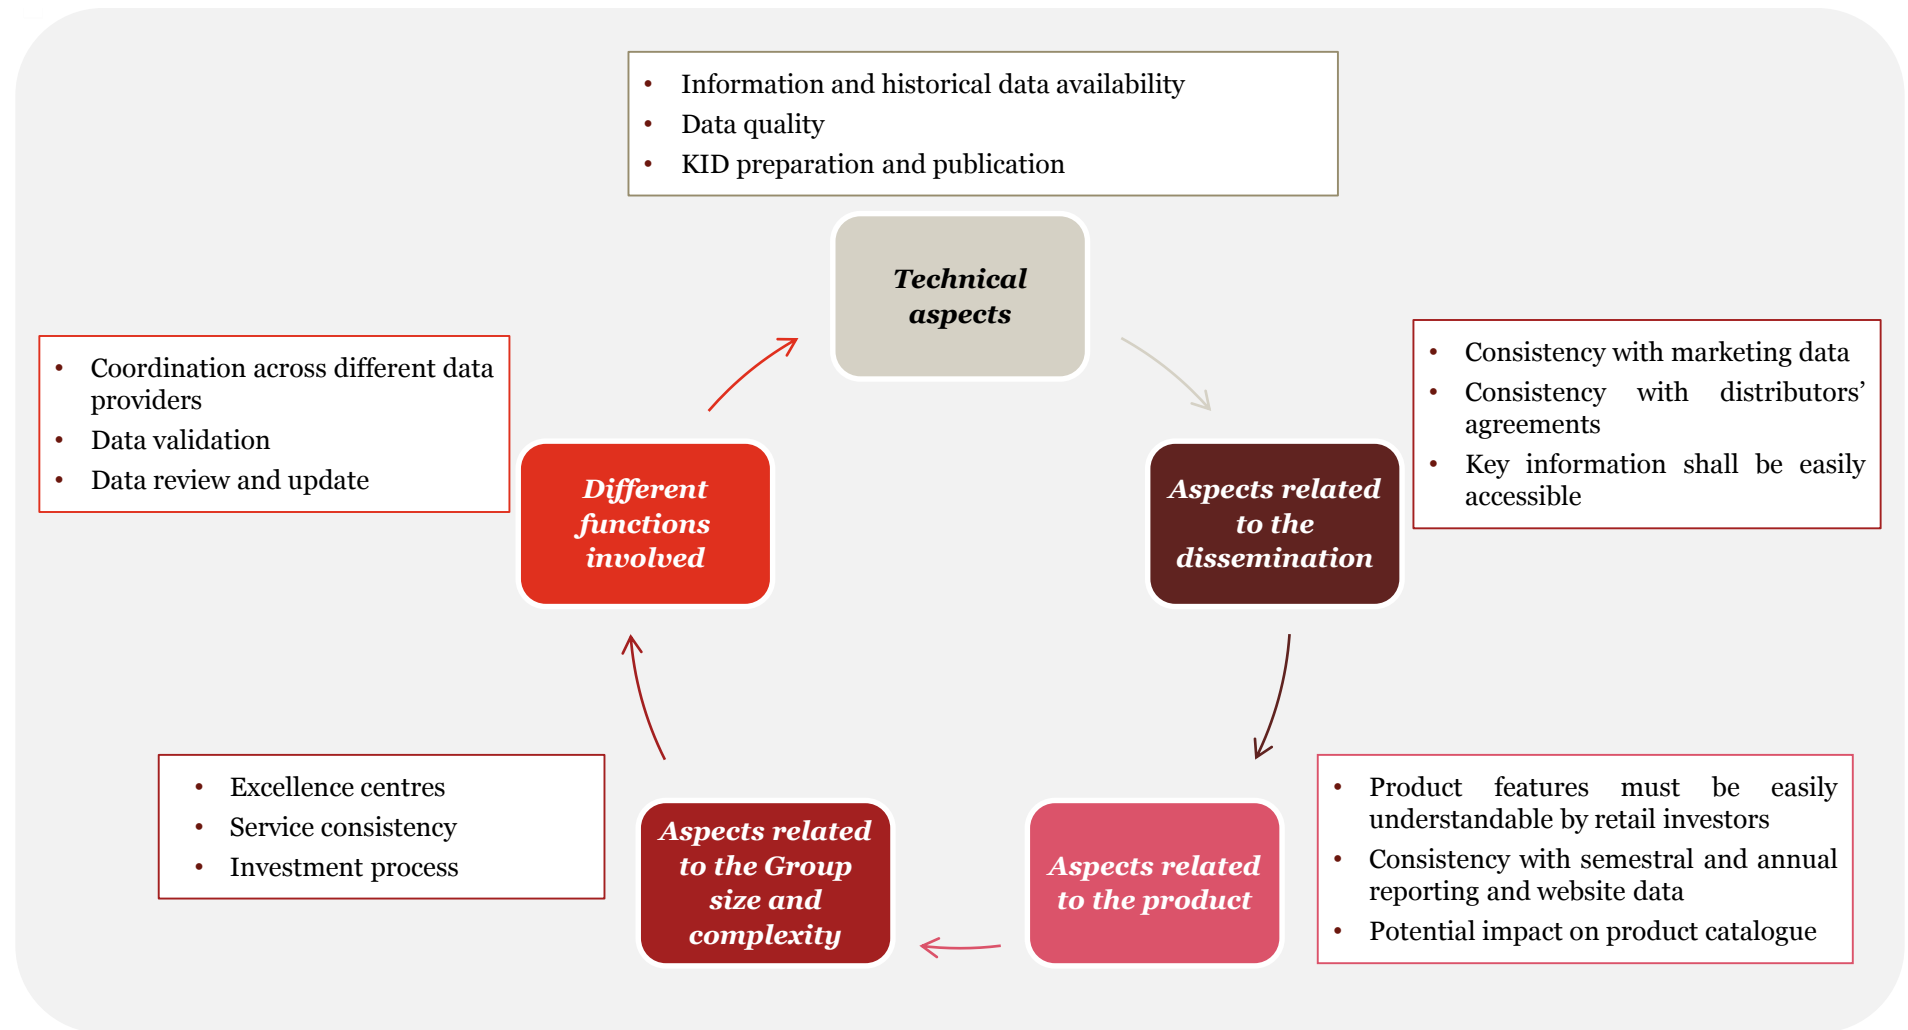 • Information and historical data availability
• Data quality
• KID preparation and publication
Technical
aspects
• Consistency with marketing data
• Consistency with distributors’
agreements
• Key information shall be easily
accessible
Aspects related
to the
dissemination
• Product features must be easily
understandable by retail investors
• Consistency with semestral and annual
reporting and website data
• Potential impact on product catalogue
Aspects related
to the product
• Excellence centres
• Service consistency
• Investment process
Aspects related
to the Group
size and
complexity
• Coordination across different data
providers
• Data validation
• Data review and update
Different
functions
involved